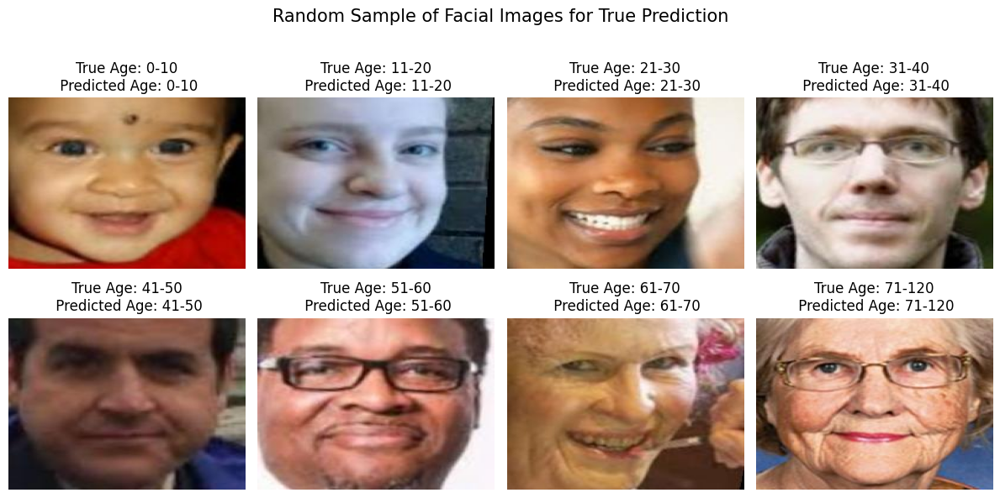 Random Sample of Facial Images for True Prediction
True Age: 0-10
Predicted Age: 0-10
True Age: 11-20
Predicted Age: 11-20
True Age: 21-30
Predicted Age: 21-30
True Age: 31-40
Predicted Age: 31-40
True Age: 41-50
Predicted Age: 41-50
True Age: 51-60
Predicted Age: 51-60
True Age: 61-70
Predicted Age: 61-70
True Age: 71-120
Predicted Age: 71-120